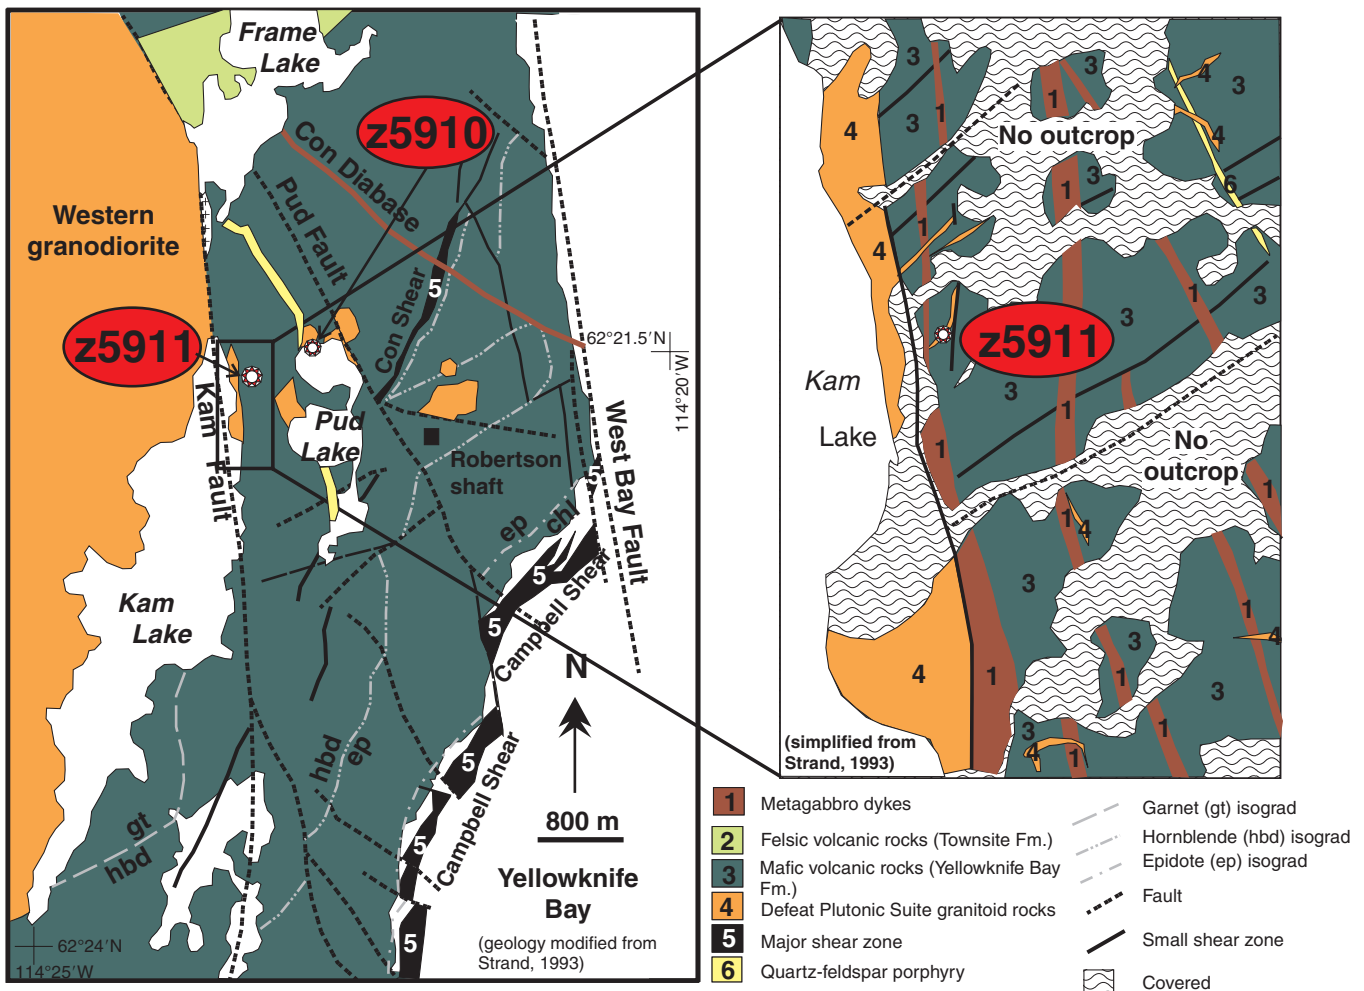 Frame
Lake
z5910
Con Diabase
Pud Fault
Western
granodiorite
Con Shear
5
62°21.5′N
114°20′W
z5911
Kam Fault
Pud
Lake
Robertson
shaft
West Bay Fault
5
ep
chl
5
Campbell Shear
5
Kam
Lake
N
hbd
ep
5
Campbell Shear
5
800 m
gt
hbd
Yellowknife
Bay
5
(geology modified from
Strand, 1993)
62°24′N
114°25′W
3
1
3
4
3
1
4
3
No outcrop
4
1
3
6
1
4
1
3
3
z5911
3
Kam
Lake
1
1
No
outcrop
1
1
4
3
1
4
3
1
3
4
1
1
3
4
1
(simplified from
Strand, 1993)
1 Metagabbro dykes
2 Felsic volcanic rocks (Townsite Fm.)
3 Mafic volcanic rocks (Yellowknife Bay
Fm.)
4 Defeat Plutonic Suite granitoid rocks
5 Major shear zone
6 Quartz-feldspar porphyry
Garnet (gt) isograd
Hornblende (hbd) isograd
Epidote (ep) isograd
Fault
Small shear zone
Covered